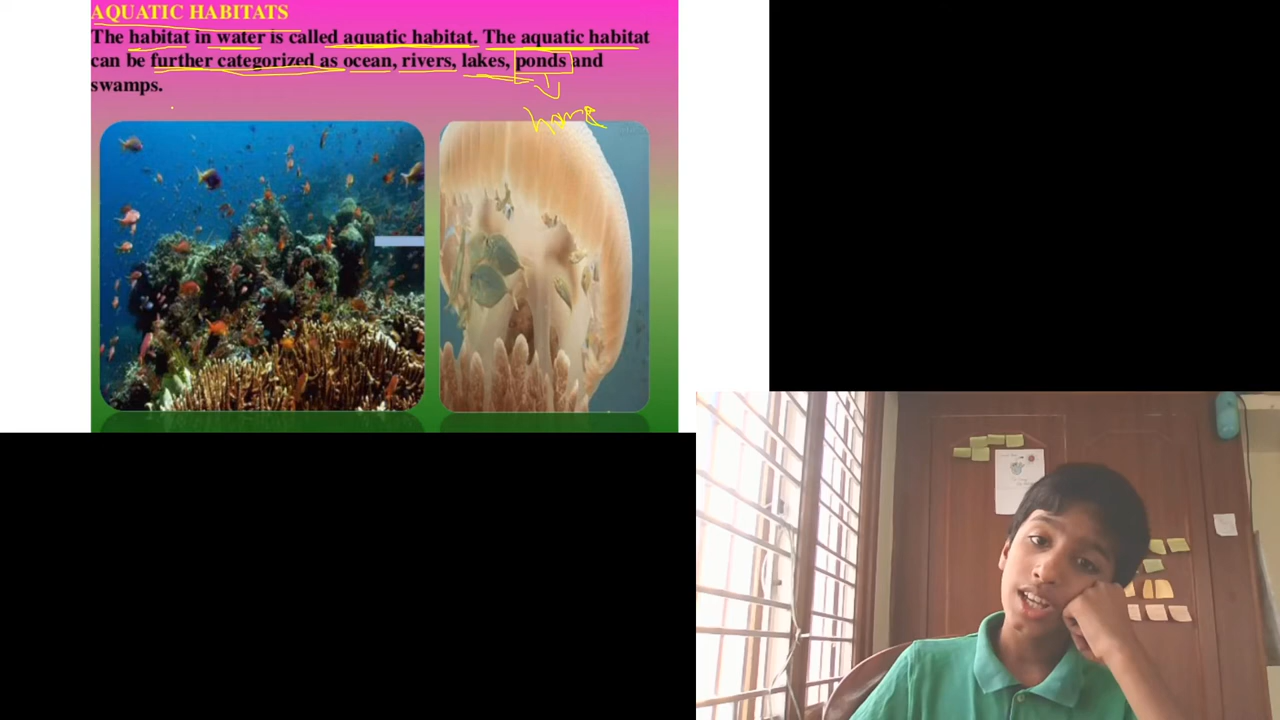 AQUATIC HABITATS
The habitat in water is called aquatic habitat. The aquatic habitat
can be further categorized as ocean, rivers, lakes, ponds and
swamps.
home